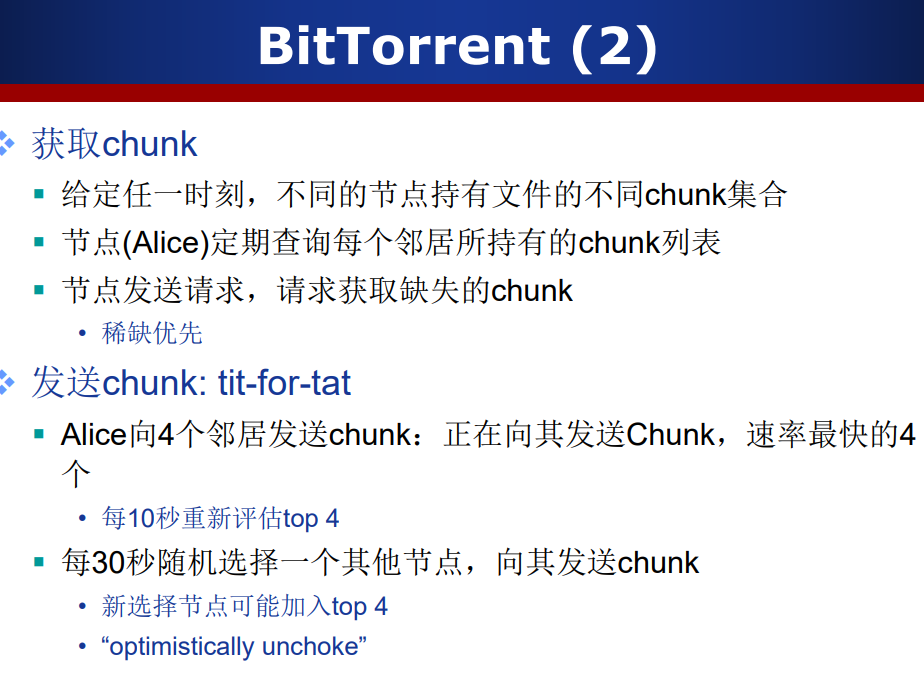 BitTorrent (2)
获取chunk
给定任一时刻，不同的节点持有文件的不同chunk集合
节点(Alice)定期查询每个邻居所持有的chunk列表
节点发送请求，请求获取缺失的chunk
• 稀缺优先
发送chunk: tit-for-tat
Alice向4个邻居发送chunk：正在向其发送Chunk，速率最快的4
个
• 每10秒重新评估top 4
每30秒随机选择一个其他节点，向其发送chunk
• 新选择节点可能加入top 4
• “optimistically unchoke”